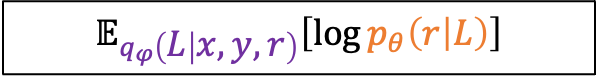 𝔼_{q_φ(L|x, y, r)}[log p_θ(r|L)]